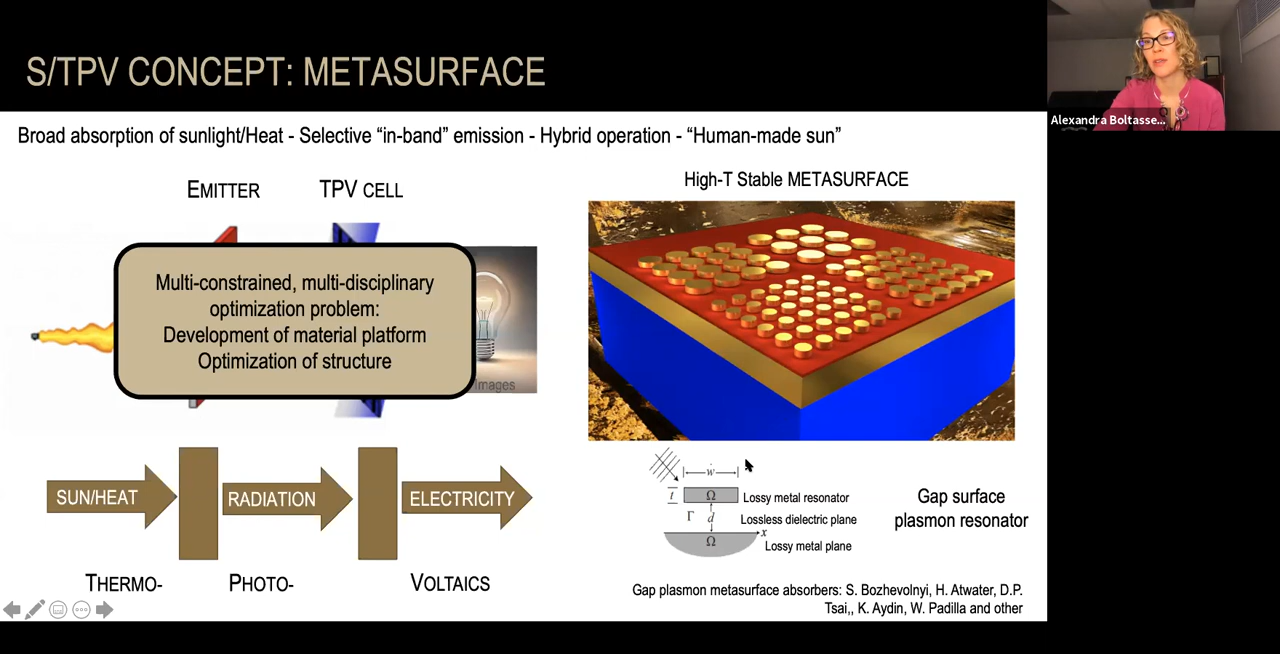 S/TPV CONCEPT: METASURFACE
Alexandra Boltasse...
Broad absorption of sunlight/Heat - Selective “in-band” emission - Hybrid operation - “Human-made sun”
EMITTER
TPV CELL
High-T Stable METASURFACE
Multi-constrained, multi-disciplinary
optimization problem:
Development of material platform
Optimization of structure
Images
SUN/HEAT
RADIATION
ELECTRICITY
THERMO-
PHOTO-
VOLTAICS
w
t
Ω
Lossy metal resonator
Γ
d
Lossless dielectric plane
x
Ω
Lossy metal plane
Gap surface
plasmon resonator
Gap plasmon metasurface absorbers: S. Bozhevolnyi, H. Atwater, D.P.
Tsai,, K. Aydin, W. Padilla and other